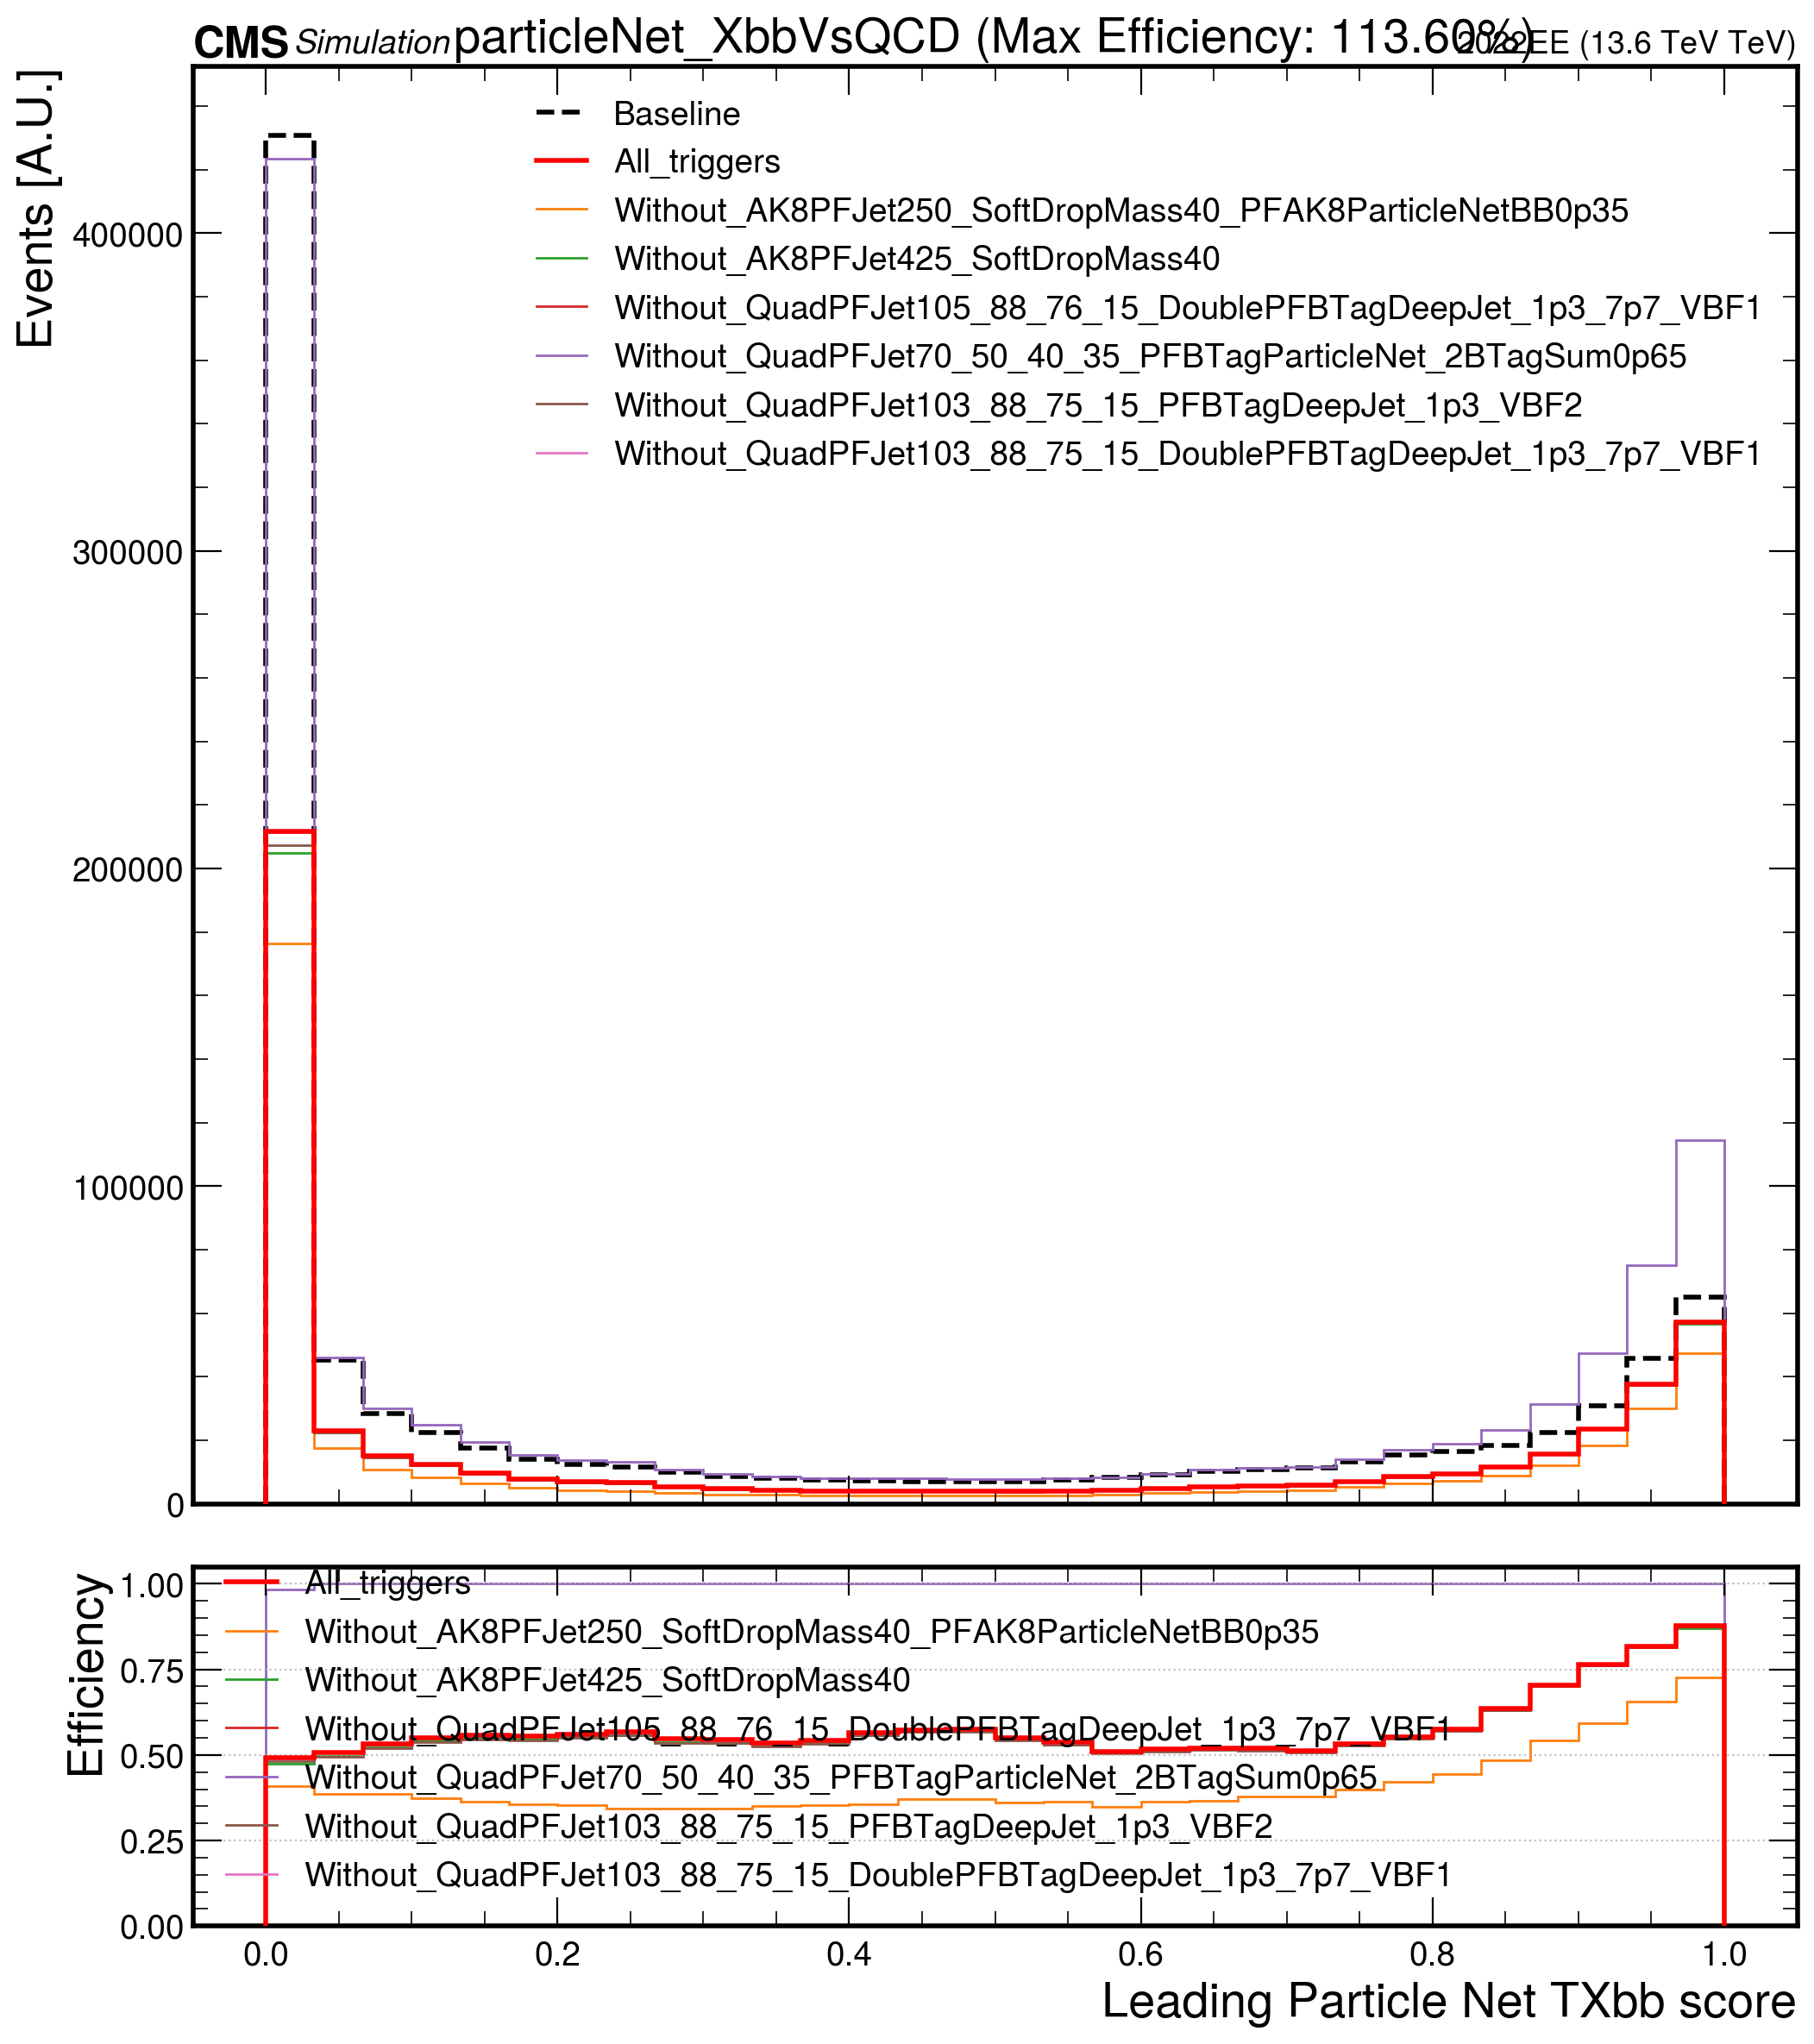 CMS Simulation particleNet_XbbVsQCD (Max Efficiency: 113.60%) 2022EE (13.6 TeV TeV)
Events [A.U.]
Baseline
All_triggers
Without_AK8PFJet250_SoftDropMass40_PFAK8ParticleNetBB0p35
Without_AK8PFJet425_SoftDropMass40
Without_QuadPFJet105_88_76_15_DoublePFBTagDeepJet_1p3_7p7_VBF1
Without_QuadPFJet70_50_40_35_PFBTagParticleNet_2BTagSum0p65
Without_QuadPFJet103_88_75_15_PFBTagDeepJet_1p3_VBF2
Without_QuadPFJet103_88_75_15_DoublePFBTagDeepJet_1p3_7p7_VBF1
400000
300000
200000
100000
0
Efficiency
1.00
0.75
0.50
0.25
0.00
All_triggers
Without_AK8PFJet250_SoftDropMass40_PFAK8ParticleNetBB0p35
Without_AK8PFJet425_SoftDropMass40
Without_QuadPFJet105_88_76_15_DoublePFBTagDeepJet_1p3_7p7_VBF1
Without_QuadPFJet70_50_40_35_PFBTagParticleNet_2BTagSum0p65
Without_QuadPFJet103_88_75_15_PFBTagDeepJet_1p3_VBF2
Without_QuadPFJet103_88_75_15_DoublePFBTagDeepJet_1p3_7p7_VBF1
0.0 0.2 0.4 0.6 0.8 1.0
Leading Particle Net TXbb score